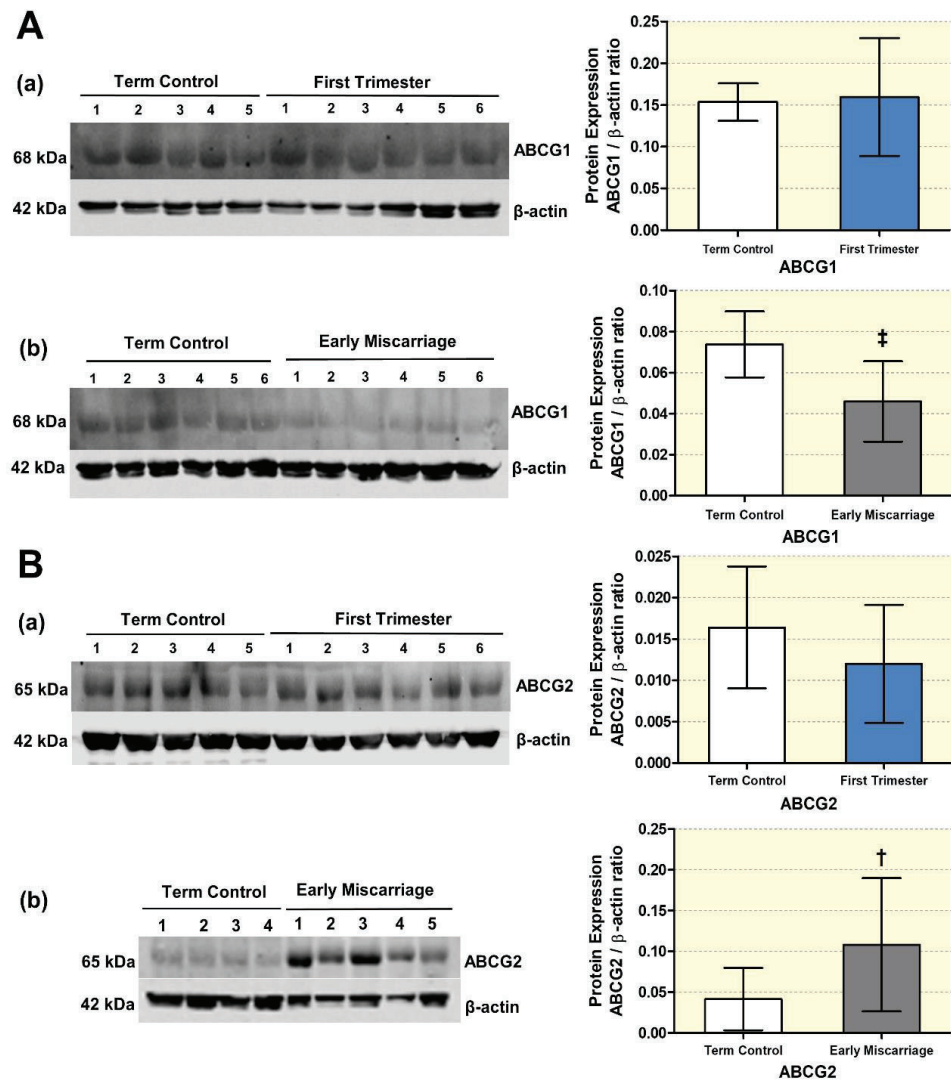 A
(a)
Term Control First Trimester
1 2 3 4 5 1 2 3 4 5 6
68 kDa ABCG1
42 kDa β-actin
Protein Expression
ABCG1 / β-actin ratio
0.25
0.20
0.15
0.10
0.05
0.00
Term Control First Trimester
ABCG1
(b)
Term Control Early Miscarriage
1 2 3 4 5 6 1 2 3 4 5 6
68 kDa ABCG1
42 kDa β-actin
Protein Expression
ABCG1 / β-actin ratio
0.10
0.08
0.06
0.04
0.02
0.00
‡
Term Control Early Miscarriage
ABCG1
B
(a)
Term Control First Trimester
1 2 3 4 5 1 2 3 4 5 6
65 kDa ABCG2
42 kDa β-actin
Protein Expression
ABCG2 / β-actin ratio
0.025
0.020
0.015
0.010
0.005
0.000
Term Control First Trimester
ABCG2
(b)
Term Control Early Miscarriage
1 2 3 4 1 2 3 4 5
65 kDa ABCG2
42 kDa β-actin
Protein Expression
ABCG2 / β-actin ratio
0.25
0.20
0.15
0.10
0.05
0.00
†
Term Control Early Miscarriage
ABCG2